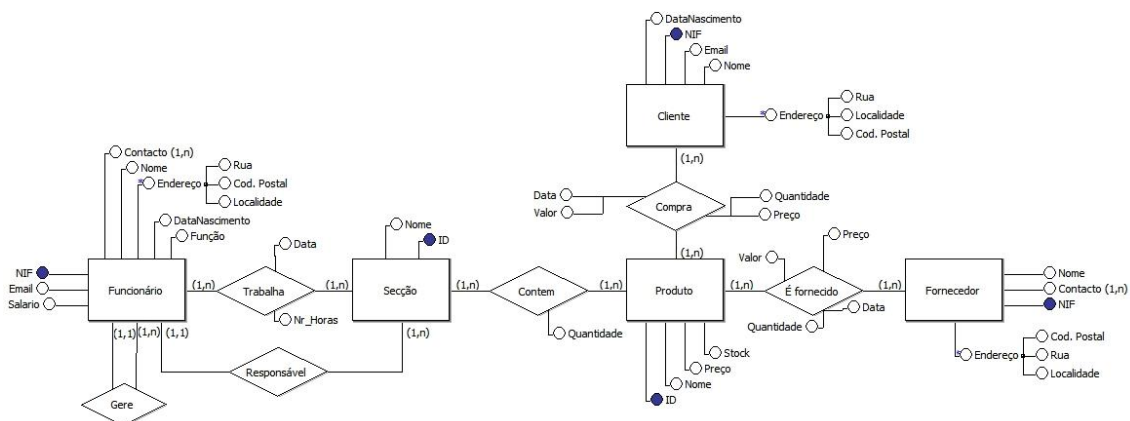 DataNascimento
NIF
Email
Nome
Cliente
Endereço
Rua
Localidade
Cod. Postal
(1,n)
Contacto (1,n)
Nome
Endereço
Rua
Cod. Postal
Localidade
DataNascimento
Função
NIF
Email
Salario
Funcionário
(1,n)
Data
Trabalha
Nr_Horas
(1,n)
Nome
ID
Secção
(1,n)
Contem
Quantidade
(1,n)
Data
Valor
Compra
Quantidade
Preço
(1,n)
Produto
Stock
Preço
Nome
ID
(1,n)
Valor
Preço
É fornecido
Quantidade
Data
(1,n)
Fornecedor
Nome
Contacto (1,n)
NIF
Endereço
Cod. Postal
Rua
Localidade
(1,1)
(1,n)
(1,1)
(1,n)
Responsável
Gere